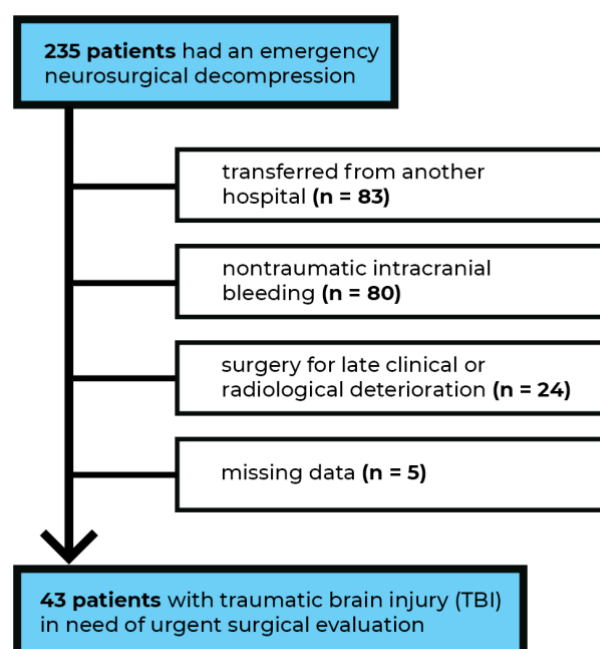 235 patients had an emergency
neurosurgical decompression
transferred from another
hospital (n = 83)
nontraumatic intracranial
bleeding (n = 80)
surgery for late clinical or
radiological deterioration (n = 24)
missing data (n = 5)
43 patients with traumatic brain injury (TBI)
in need of urgent surgical evaluation